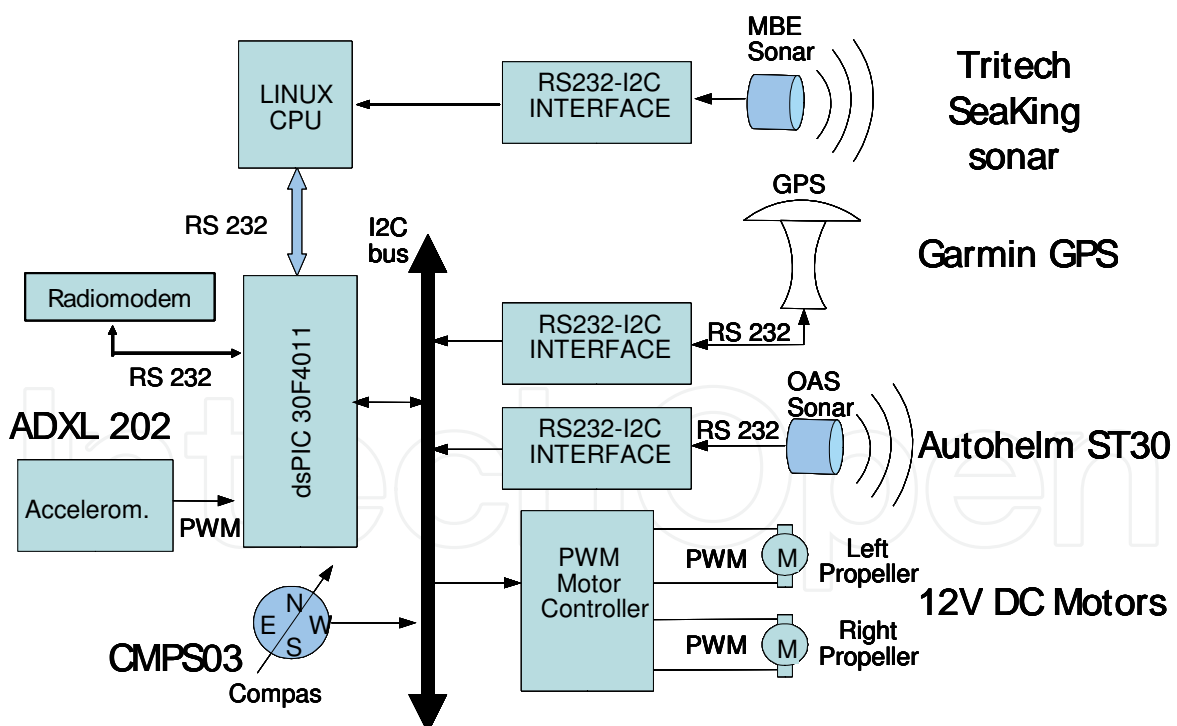 MBE
Sonar
Tritech
SeaKing
sonar
LINUX
CPU
RS232-I2C
INTERFACE
RS 232
I2C
bus
GPS
Garmin GPS
Radiomodem
RS 232
dsPIC 30F4011
RS232-I2C
INTERFACE
RS 232
ADXL 202
Accelerom.
PWM
RS232-I2C
INTERFACE
RS 232
OAS
Sonar
Autohelm ST30
IntechOpen
PWM
Motor
Controller
PWM
M
Left
Propeller
12V DC Motors
PWM
M
Right
Propeller
N
E W
S
CMPS03
Compas